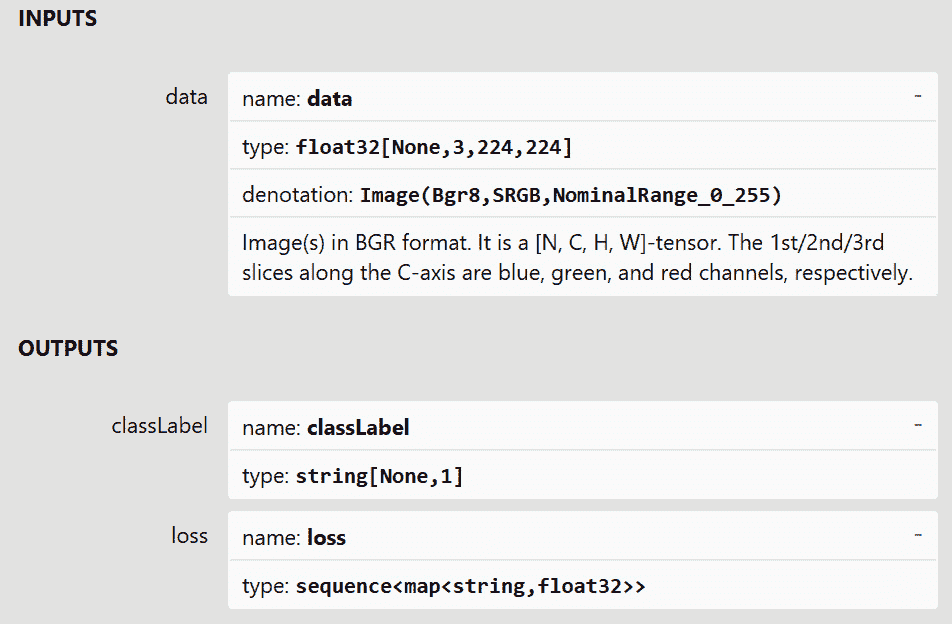 INPUTS
data
name: data
-
type: float32[None,3,224,224]
denotation: Image(Bgr8,SRGB,NominalRange_0_255)
Image(s) in BGR format. It is a [N, C, H, W]-tensor. The 1st/2nd/3rd
slices along the C-axis are blue, green, and red channels, respectively.
OUTPUTS
classLabel
name: classLabel
-
type: string[None,1]
loss
name: loss
-
type: sequence<map<string,float32>>